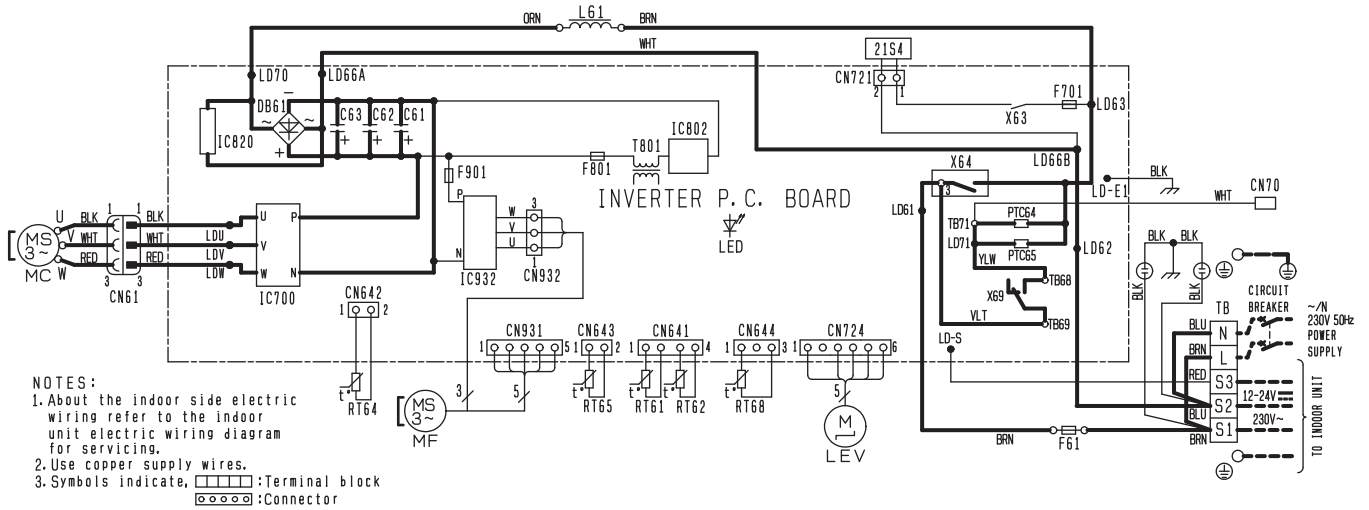 ORN L61 BRN
WHT
21S4
LD70 LD66A
CN721
2 1
F701
LD63
X63
DB61 −
~ ~
+
C63 C62 C61
+ + +
IC820
IC802
T801
F801
F901
LD66B
X64
3
LD-E1
BLK
CN70
WHT
INVERTER P. C. BOARD
LED
LD61
TB71
LD71
PTC64
PTC65
LD62
YLW
X69
TB68
VLT
TB69
P
N
W
V
U
3
1
IC932
CN932
U
V
W
BLK
WHT
RED
1 1
3 3
BLK
WHT
RED
LDU
LDV
LDW
U
V
W
P
N
MS
3~
MC
CN61
IC700
BLK BLK
BLK
BLK
CIRCUIT
BREAKER
~/N
230V 50Hz
POWER
SUPPLY
TB
BLU
N
BRN
L
RED
S3
S2
12-24V
BLU
230V~
S1
BRN
TO INDOOR UNIT
LD-S
CN642
1 2
t°
RT64
CN931
1 5
3
5
MS
3~
MF
CN643
1 2
t°
RT65
CN641
1 4
t° t°
RT61 RT62
CN644
1 3
t°
RT68
CN724
1 6
5
M
LEV
BRN F61
NOTES:
1. About the indoor side electric
wiring refer to the indoor
unit electric wiring diagram
for servicing.
2. Use copper supply wires.
3. Symbols indicate, :Terminal block
:Connector